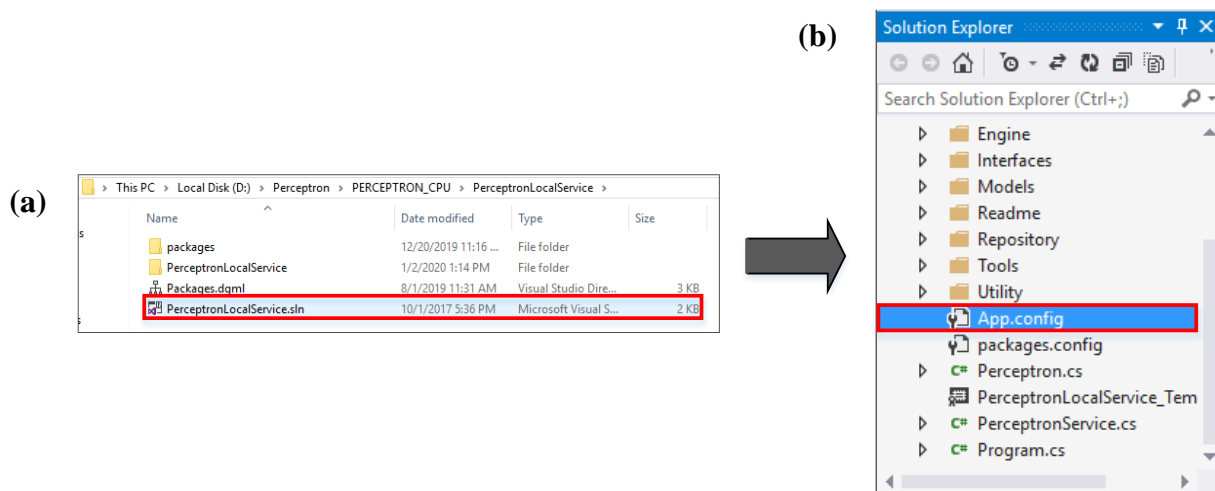 (a)
This PC > Local Disk (D:) > Perceptron > PERCEPTRON_CPU > PerceptronLocalService >
Name Date modified Type Size
s
packages 12/20/2019 11:16 ... File folder
PerceptronLocalService 1/2/2020 1:14 PM File folder
Packages.dgml 8/1/2019 11:31 AM Visual Studio Dire... 3 KB
PerceptronLocalService.sln 10/1/2017 5:36 PM Microsoft Visual S... 2 KB
(b)
Solution Explorer
Search Solution Explorer (Ctrl+;)
Engine
Interfaces
Models
Readme
Repository
Tools
Utility
App.config
packages.config
C# Perceptron.cs
PerceptronLocalService_Tem
C# PerceptronService.cs
C# Program.cs